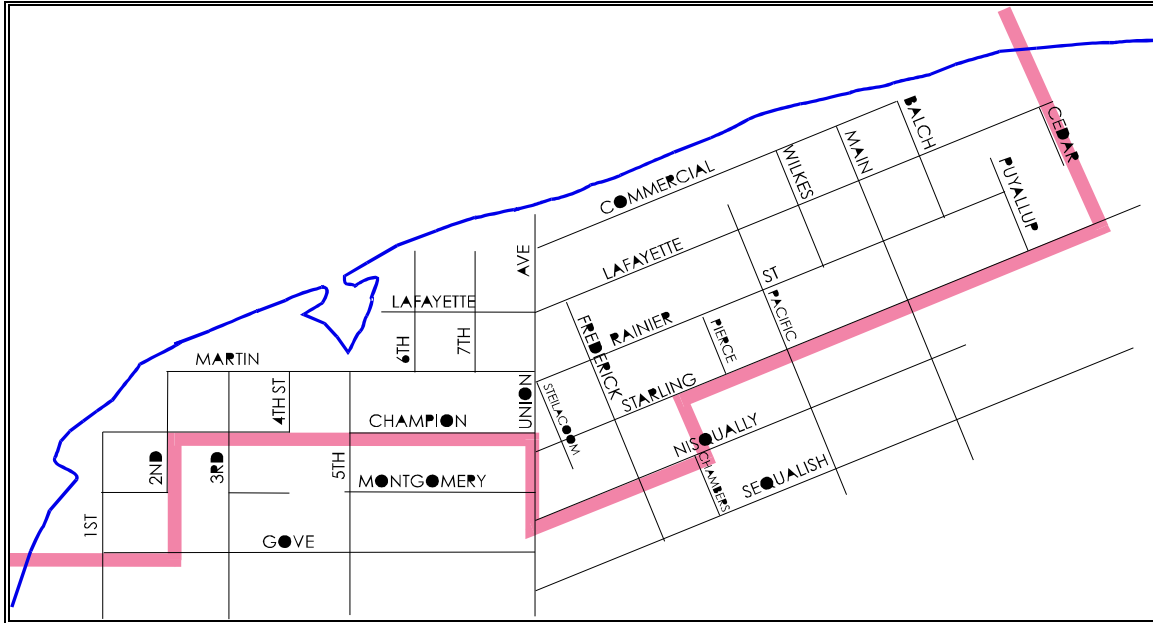 BALCH
CEDAR
MAIN
WILKES
COMMERCIAL
PUYALLUP
AVE
LAFAYETTE
ST
LAFAYETTE
PACIFIC
RAINIER
PIERCE
FREDERICK
6TH
7TH
MARTIN
4TH ST
UNION
STEILACOOM
STARLING
CHAMPION
NISQUALLY
2ND
3RD
5TH
MONTGOMERY
CHAMBERS
SEQUALISH
1ST
GOVE